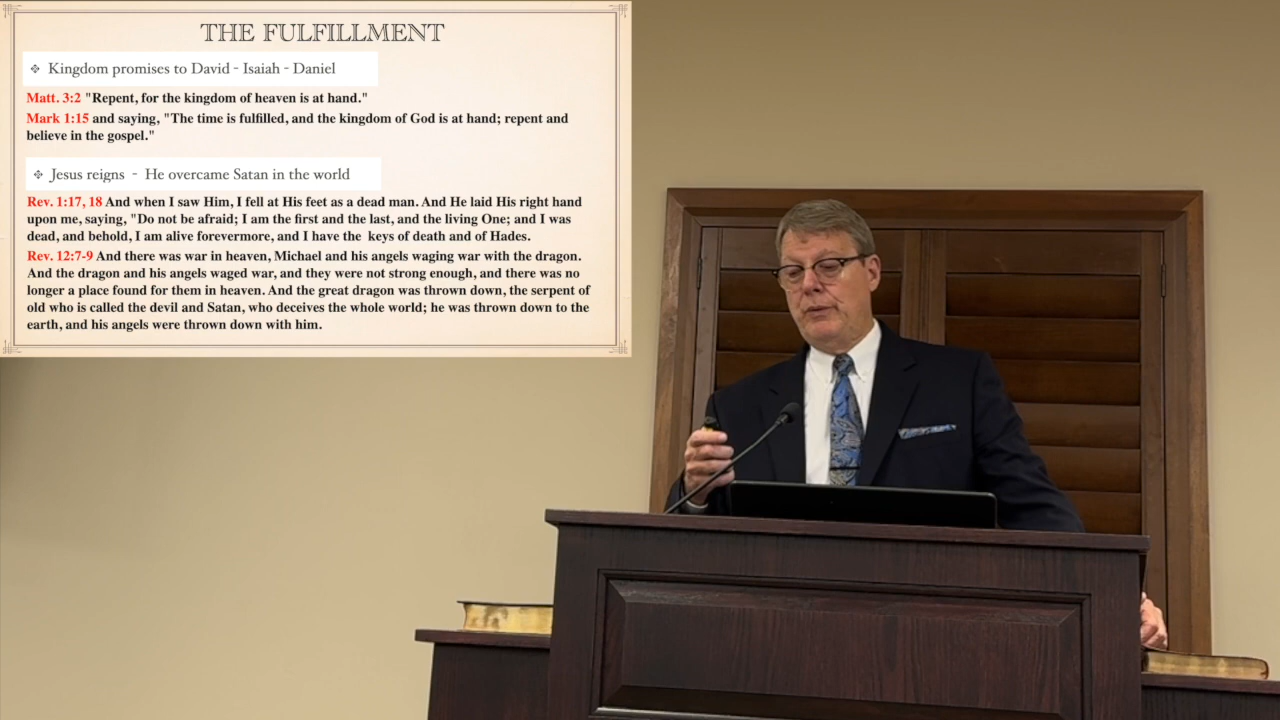 THE FULFILLMENT
❖ Kingdom promises to David - Isaiah - Daniel
Matt. 3:2 "Repent, for the kingdom of heaven is at hand."
Mark 1:15 and saying, "The time is fulfilled, and the kingdom of God is at hand; repent and
believe in the gospel."
❖ Jesus reigns - He overcame Satan in the world
Rev. 1:17, 18 And when I saw Him, I fell at His feet as a dead man. And He laid His right hand
upon me, saying, "Do not be afraid; I am the first and the last, and the living One; and I was
dead, and behold, I am alive forevermore, and I have the keys of death and of Hades.
Rev. 12:7-9 And there was war in heaven, Michael and his angels waging war with the dragon.
And the dragon and his angels waged war, and they were not strong enough, and there was no
longer a place found for them in heaven. And the great dragon was thrown down, the serpent of
old who is called the devil and Satan, who deceives the whole world; he was thrown down to the
earth, and his angels were thrown down with him.